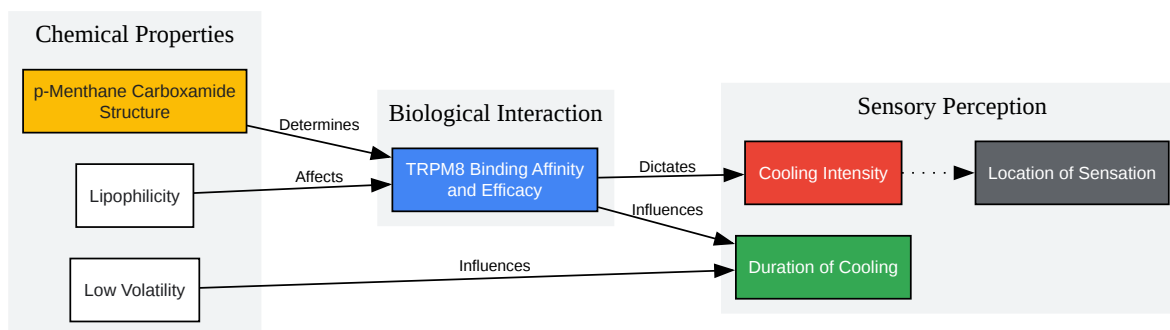 Chemical Properties
p-Menthane Carboxamide
Structure
Lipophilicity
Low Volatility
Determines
Affects
Influences
Biological Interaction
TRPM8 Binding Affinity
and Efficacy
Dictates
Influences
Sensory Perception
Cooling Intensity
Location of Sensation
Duration of Cooling